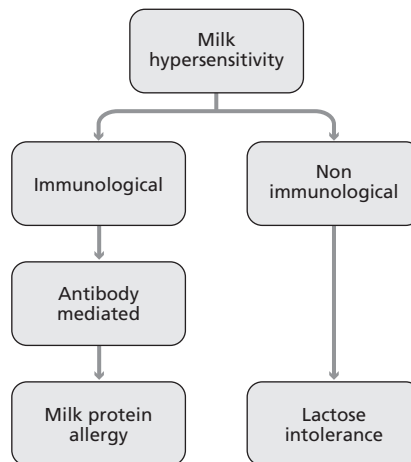 Milk
hypersensitivity
Immunological
Non
immunological
Antibody
mediated
Milk protein
allergy
Lactose
intolerance